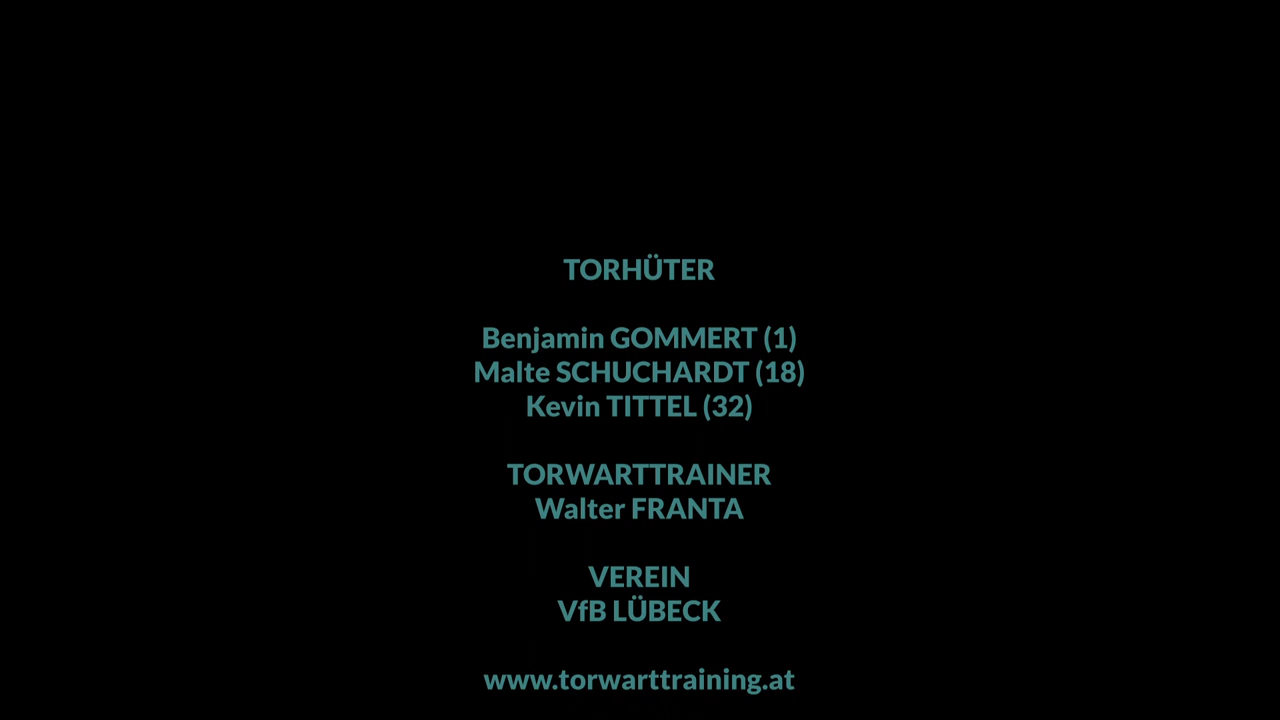 TORHÜTER
Benjamin GOMMERT (1)
Malte SCHUCHARDT (18)
Kevin TITTEL (32)
TORWARTTRAINER
Walter FRANTA
VEREIN
VfB LÜBECK
www.torwarttraining.at